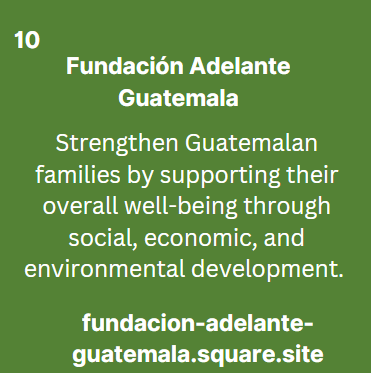 10
Fundación Adelante
Guatemala
Strengthen Guatemalan
families by supporting their
overall well-being through
social, economic, and
environmental development.
fundacion-adelante-
guatemala.square.site